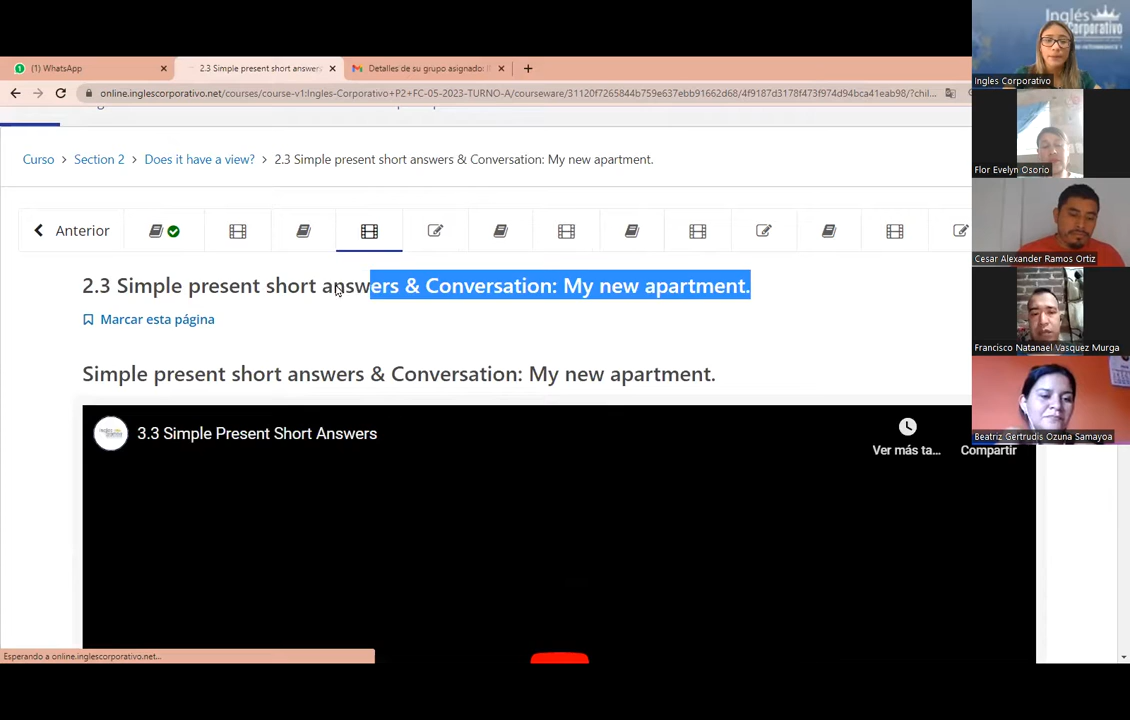 (1) WhatsApp
2.3 Simple present short answers
Detalles de su grupo asignado: I
online.inglescorporativo.net/courses/course-v1:Ingles-Corporativo+P2+FC-05-2023-TURNO-A/courseware/31120f7265844b759e637ebb91662d68/4f9187d3178f473f974d94bca41eab98/?chil
Curso > Section 2 > Does it have a view? > 2.3 Simple present short answers & Conversation: My new apartment.
Anterior
2.3 Simple present short answers & Conversation: My new apartment.
Marcar esta página
Simple present short answers & Conversation: My new apartment.
3.3 Simple Present Short Answers
Ver más ta...
Compartir
Esperando a online.inglescorporativo.net...
Inglés
Corporativo
Ingles Corporativo
Flor Evelyn Osorio
Cesar Alexander Ramos Ortiz
Francisco Natanael Vasquez Murga
Beatriz Gertrudis Ozuna Samayoa